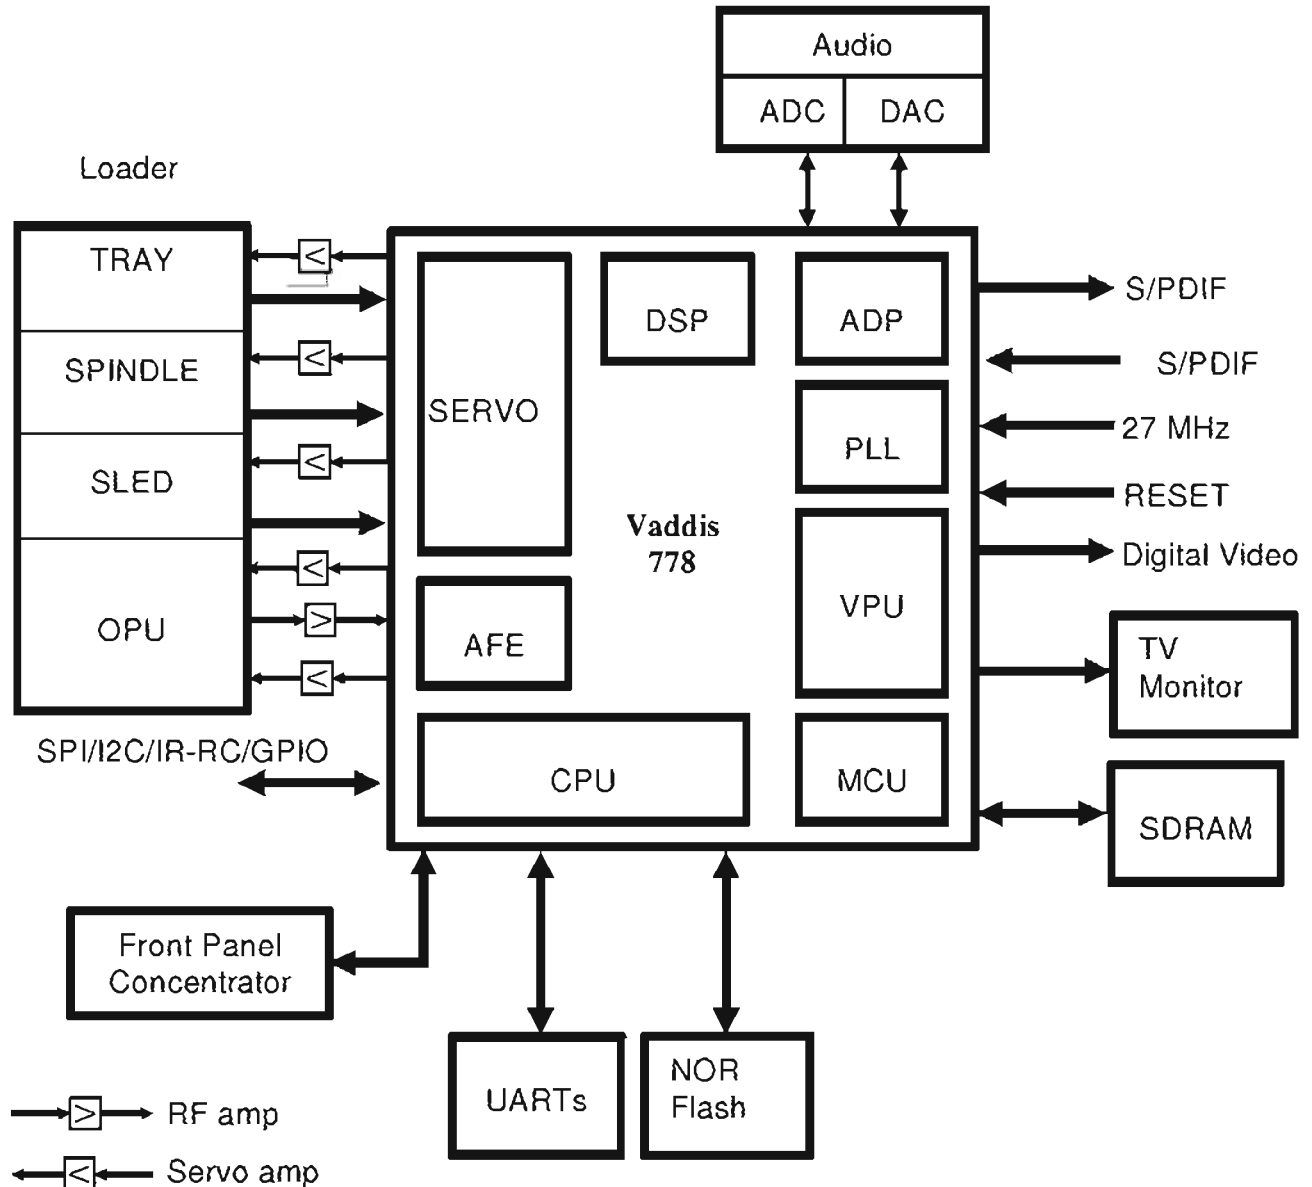 Audio
ADC
DAC
Loader
TRAY
SPINDLE
SLED
OPU
<
<
<
<
>
<
SERVO
DSP
ADP
PLL
Vaddis
778
VPU
AFE
CPU
MCU
S/PDIF
S/PDIF
27 MHz
RESET
Digital Video
TV
Monitor
SDRAM
SPI/I2C/IR-RC/GPIO
Front Panel
Concentrator
UARTs
NOR
Flash
> RF amp
< Servo amp